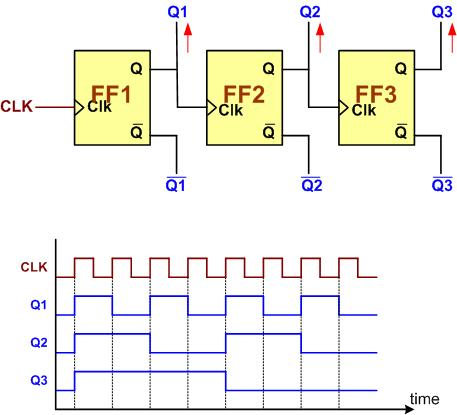 Q1 Q2 Q3
Q Q Q
FF1 FF2 FF3
CLK Clk Clk Clk
Q̅ Q̅ Q̅
Q̅1̅ Q̅2̅ Q̅3̅
CLK
Q1
Q2
Q3
time